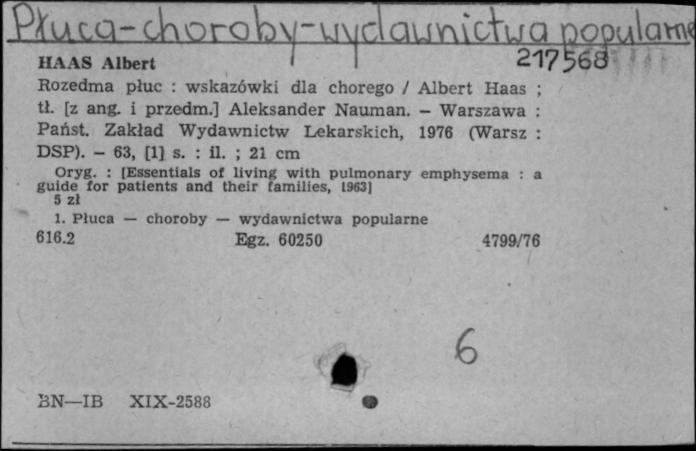 Płuca-choroby-wydawnictwa popularne
HAAS Albert
217568
Rozedma płuc : wskazówki dla chorego / Albert Haas ;
tł. [z ang. i przedm.] Aleksander Nauman. — Warszawa :
Państ. Zakład Wydawnictw Lekarskich, 1976 (Warsz :
DSP). — 63, [1] s. : il. ; 21 cm
Oryg. : [Essentials of living with pulmonary emphysema : a
guide for patients and their families, 1963]
5 zł
1. Płuca — choroby — wydawnictwa popularne
616.2 Egz. 60250 4799/76
6
BN—IB XIX-2588